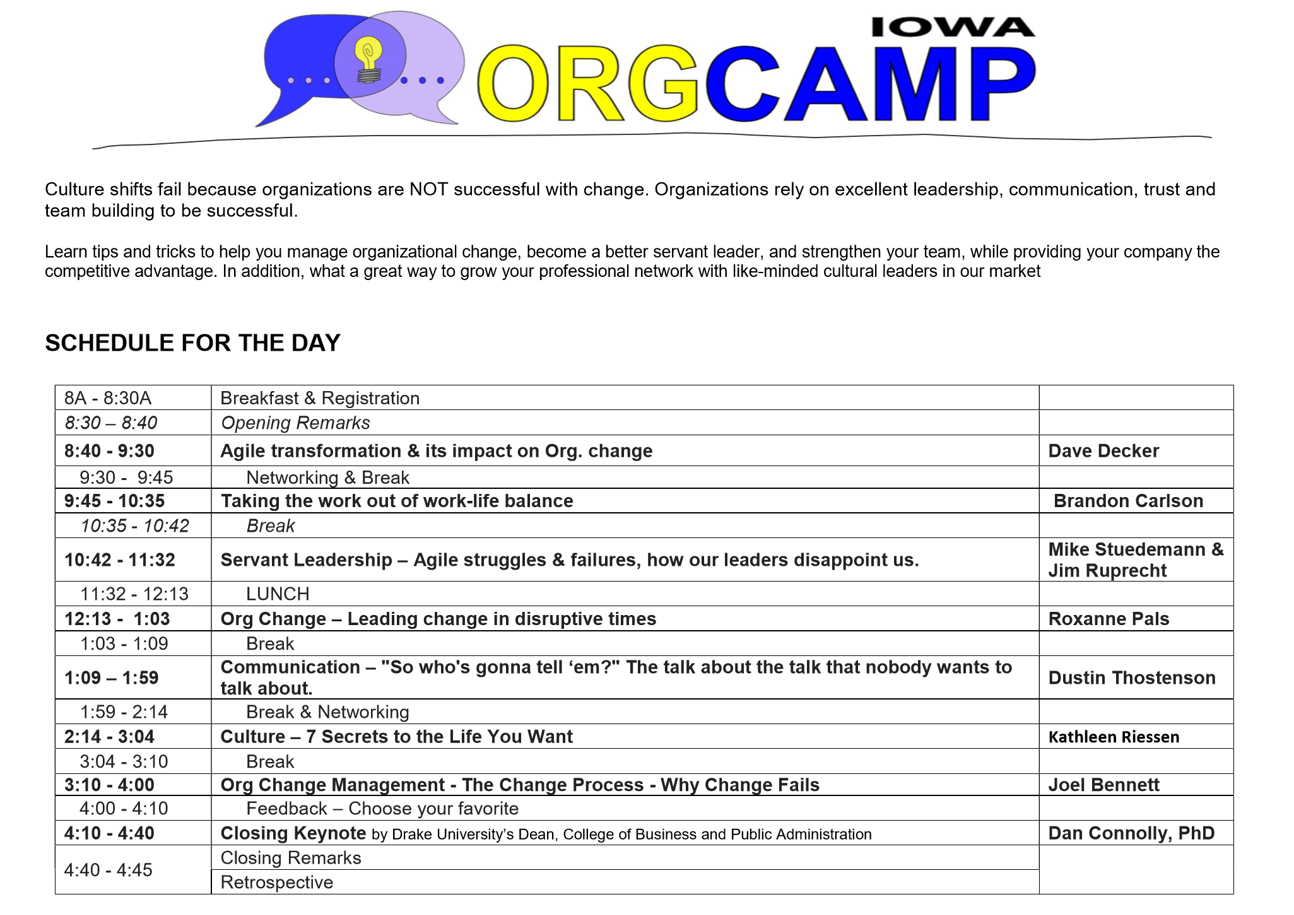 IOWA
ORGCAMP
Culture shifts fail because organizations are NOT successful with change. Organizations rely on excellent leadership, communication, trust and
team building to be successful.
Learn tips and tricks to help you manage organizational change, become a better servant leader, and strengthen your team, while providing your company the
competitive advantage. In addition, what a great way to grow your professional network with like-minded cultural leaders in our market
SCHEDULE FOR THE DAY
8A - 8:30A Breakfast & Registration
8:30 – 8:40 Opening Remarks
8:40 - 9:30 Agile transformation & its impact on Org. change Dave Decker
9:30 - 9:45 Networking & Break
9:45 - 10:35 Taking the work out of work-life balance Brandon Carlson
10:35 - 10:42 Break
10:42 - 11:32 Servant Leadership – Agile struggles & failures, how our leaders disappoint us. Mike Stuedemann &
Jim Ruprecht
11:32 - 12:13 LUNCH
12:13 - 1:03 Org Change – Leading change in disruptive times Roxanne Pals
1:03 - 1:09 Break
1:09 – 1:59 Communication – "So who's gonna tell ‘em?" The talk about the talk that nobody wants to
talk about. Dustin Thostenson
1:59 - 2:14 Break & Networking
2:14 - 3:04 Culture – 7 Secrets to the Life You Want Kathleen Riessen
3:04 - 3:10 Break
3:10 - 4:00 Org Change Management - The Change Process - Why Change Fails Joel Bennett
4:00 - 4:10 Feedback – Choose your favorite
4:10 - 4:40 Closing Keynote by Drake University’s Dean, College of Business and Public Administration Dan Connolly, PhD
4:40 - 4:45 Closing Remarks
Retrospective